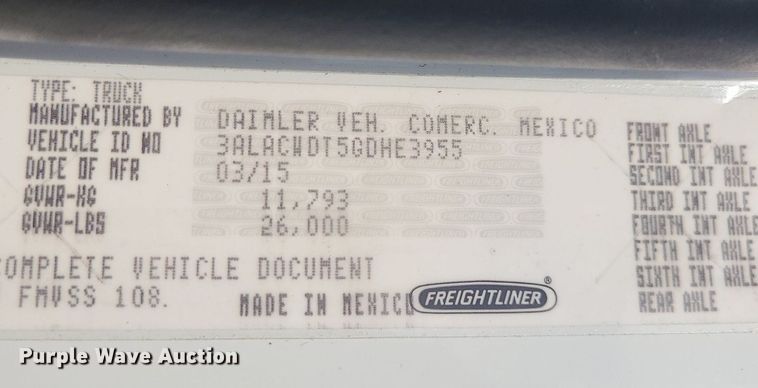 TYPE: TRUCK
MANUFACTURED BY DAIMLER VEH. COMERC. MEXICO
VEHICLE ID NO 3ALACWDT5GDHE3955
DATE OF MFR 03/15
GVWR-KG 11,793
GVWR-LBS 26,000
OMPLETE VEHICLE DOCUMENT
FMVSS 108.
MADE IN MEXICO
FREIGHTLINER®
FRONT AXLE
FIRST INT AXLE
SECOND INT AXLE
THIRD INT AXLE
FOURTH INT AXLE
FIFTH INT AXLE
SIXTH INT AXLE
REAR AXLE
Purple Wave Auction